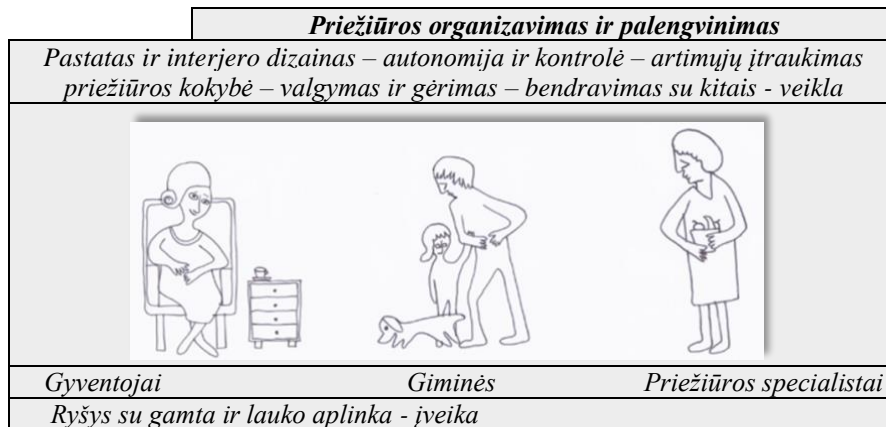 Priežiūros organizavimas ir palengvinimas
Pastatas ir interjero dizainas – autonomija ir kontrolė – artimųjų įtraukimas
priežiūros kokybė – valgymas ir gėrimas – bendravimas su kitais - veikla
Gyventojai Giminės Priežiūros specialistai
Ryšys su gamta ir lauko aplinka - įveika